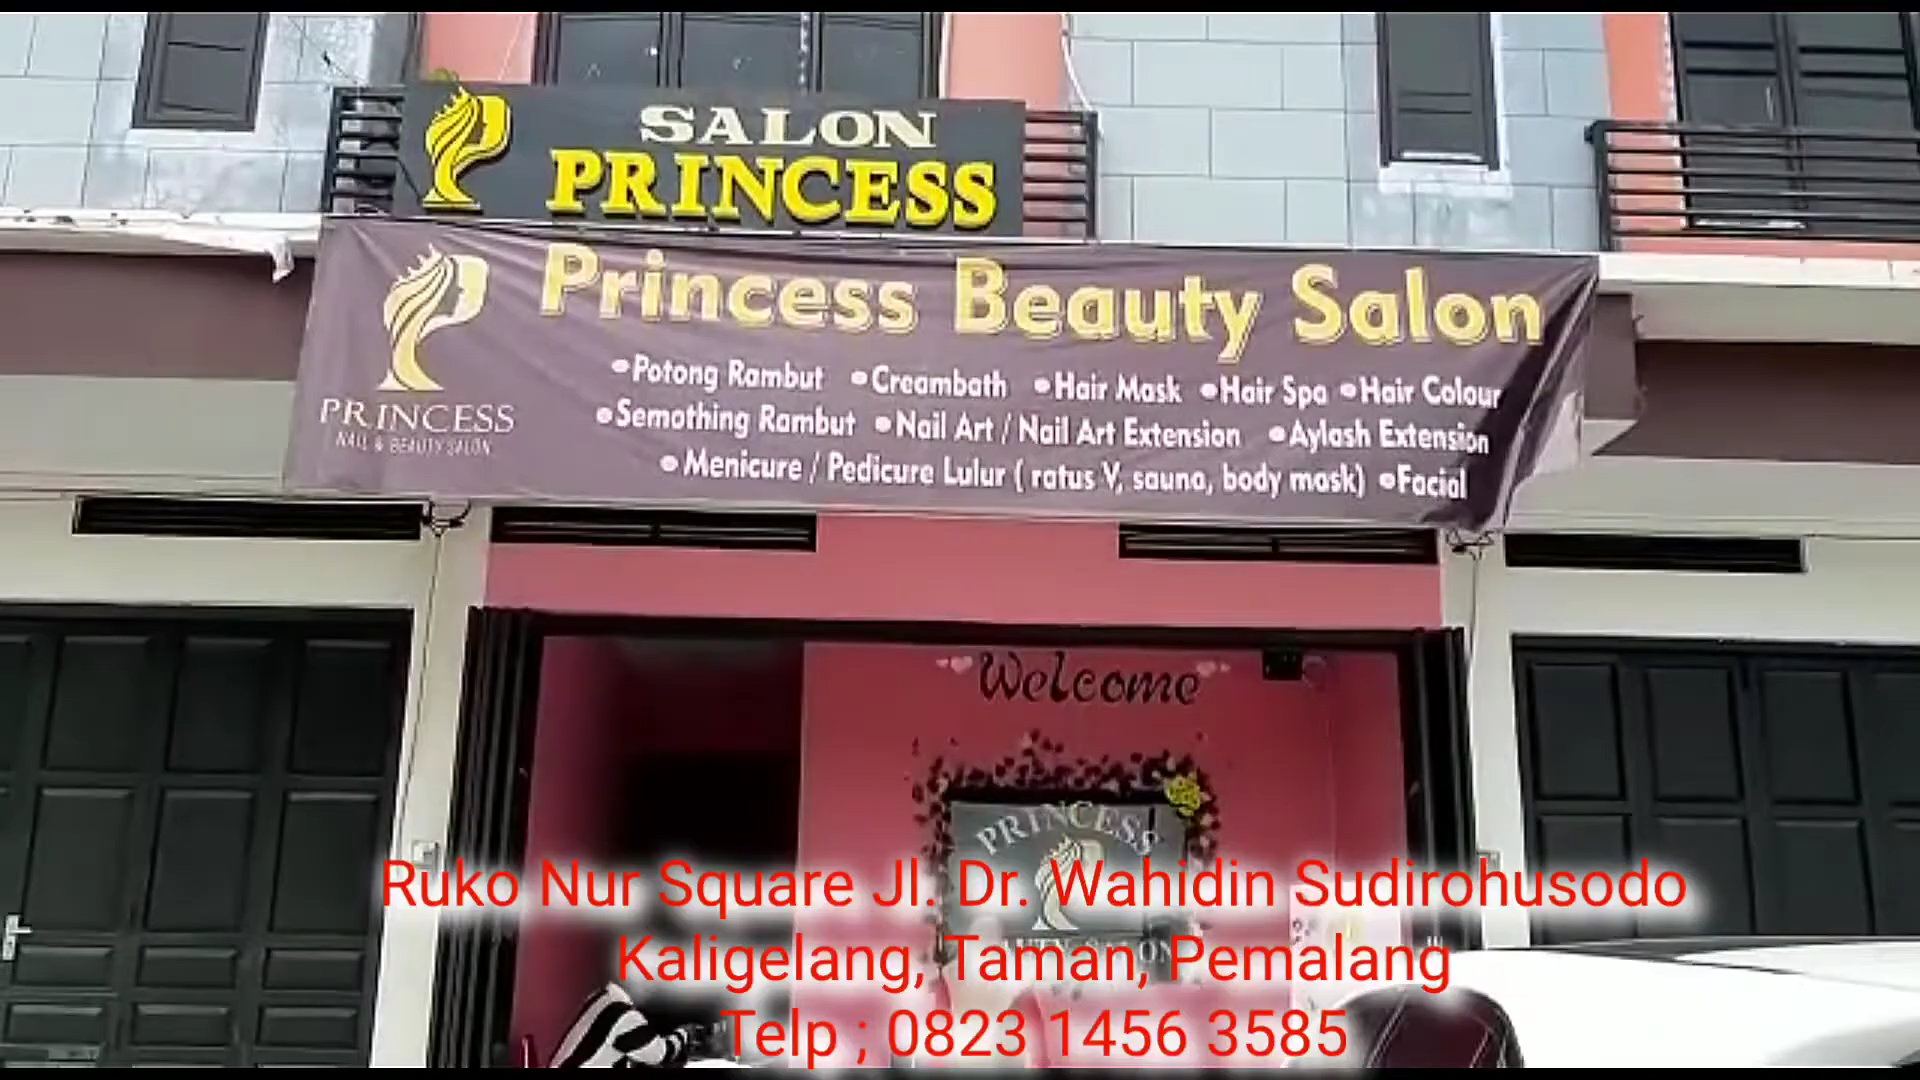 SALON
PRINCESS
Princess Beauty Salon
•Potong Rambut •Creambath •Hair Mask •Hair Spa •Hair Colour
•Semothing Rambut •Nail Art / Nail Art Extension •Aylash Extension
•Menicure / Pedicure Lulur ( ratus V, sauna, body mask) •Facial
PRINCESS
NAIL & BEAUTY SALON
Welcome
PRINCESS
Ruko Nur Square Jl. Dr. Wahidin Sudirohusodo
Kaligelang, Taman, Pemalang
Telp ; 0823 1456 3585